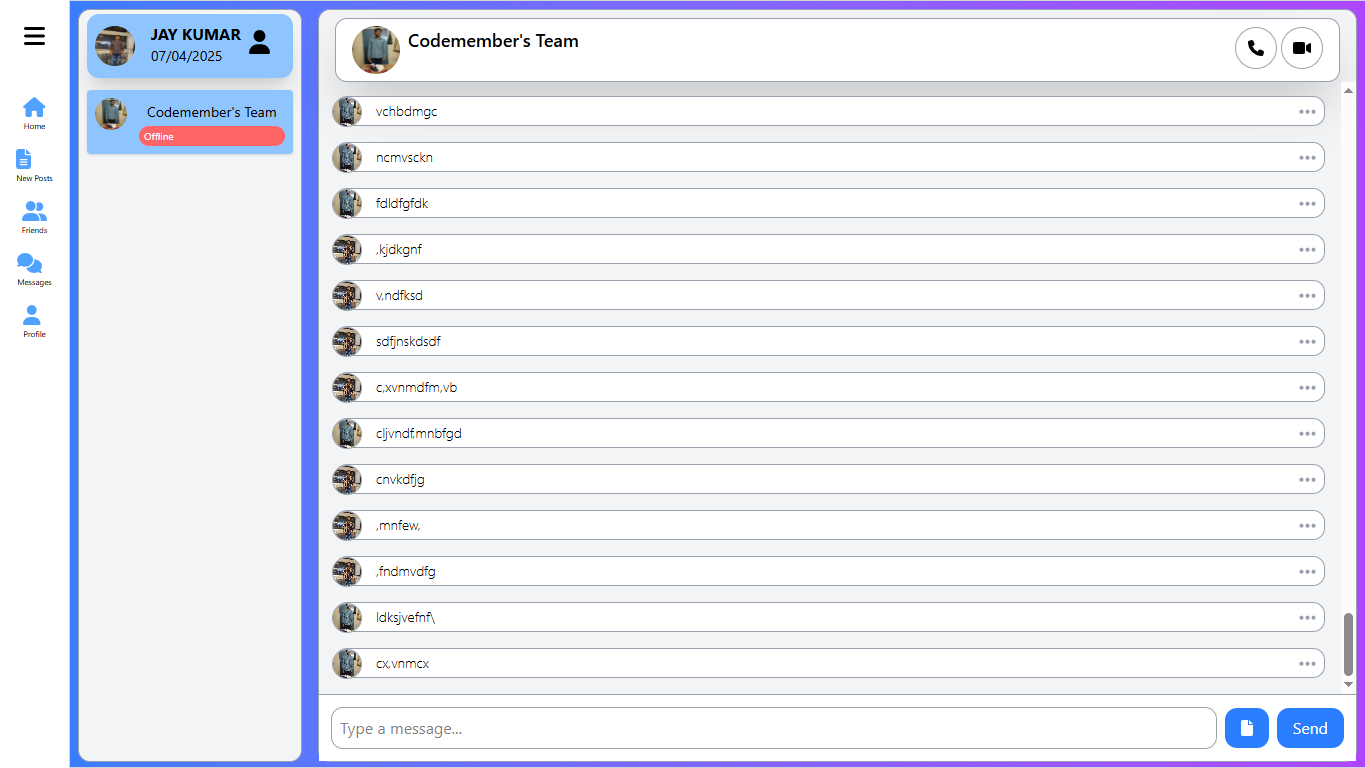 Home
New Posts
Friends
Messages
Profile
JAY KUMAR
07/04/2025
Codemember's Team
Offline
Codemember's Team
vchbdmgc
ncmvsckn
fdldfgfdk
,kjdkgnf
v,ndfksd
sdfjnskdsdf
c,xvnmdfm,vb
cljvndf,mnbfgd
cnvkdfjg
,mnfew,
,fndmvdfg
ldksjvefnf\
cx,vnmcx
Type a message...
Send